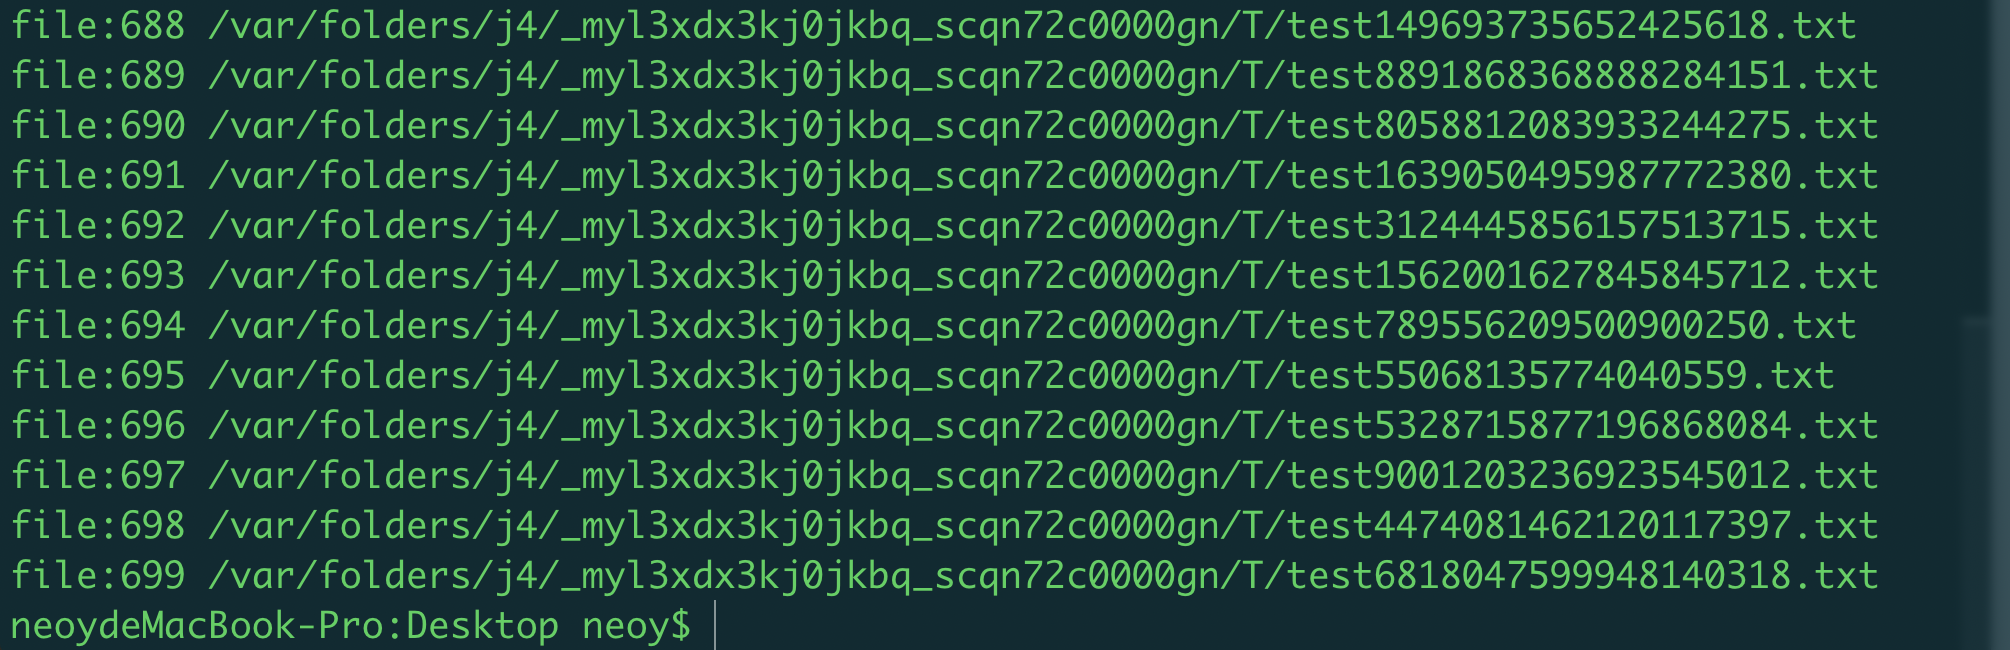 file:688 /var/folders/j4/_myl3xdx3kj0jkbq_scqn72c0000gn/T/test149693735652425618.txt
file:689 /var/folders/j4/_myl3xdx3kj0jkbq_scqn72c0000gn/T/test8891868368888284151.txt
file:690 /var/folders/j4/_myl3xdx3kj0jkbq_scqn72c0000gn/T/test8058812083933244275.txt
file:691 /var/folders/j4/_myl3xdx3kj0jkbq_scqn72c0000gn/T/test1639050495987772380.txt
file:692 /var/folders/j4/_myl3xdx3kj0jkbq_scqn72c0000gn/T/test3124445856157513715.txt
file:693 /var/folders/j4/_myl3xdx3kj0jkbq_scqn72c0000gn/T/test1562001627845845712.txt
file:694 /var/folders/j4/_myl3xdx3kj0jkbq_scqn72c0000gn/T/test789556209500900250.txt
file:695 /var/folders/j4/_myl3xdx3kj0jkbq_scqn72c0000gn/T/test55068135774040559.txt
file:696 /var/folders/j4/_myl3xdx3kj0jkbq_scqn72c0000gn/T/test5328715877196868084.txt
file:697 /var/folders/j4/_myl3xdx3kj0jkbq_scqn72c0000gn/T/test9001203236923545012.txt
file:698 /var/folders/j4/_myl3xdx3kj0jkbq_scqn72c0000gn/T/test4474081462120117397.txt
file:699 /var/folders/j4/_myl3xdx3kj0jkbq_scqn72c0000gn/T/test6818047599948140318.txt
neoydeMacBook-Pro:Desktop neoy$